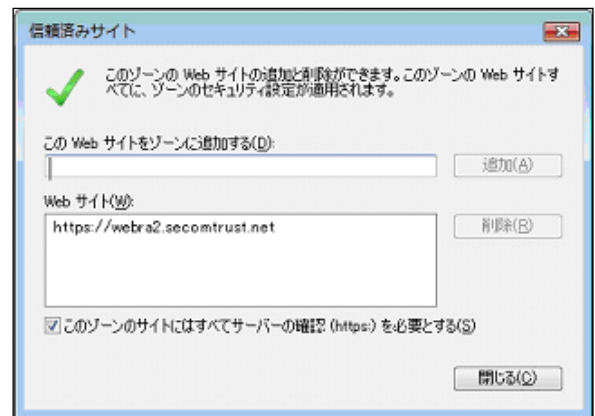 信頼済みサイト
このゾーンの Web サイトの追加と削除ができます。このゾーンの Web サイトす
べてに、ゾーンのセキュリティ設定が適用されます。
この Web サイトをゾーンに追加する(D):
追加(A)
Web サイト(W):
https://webra2.secomtrust.net
削除(R)
このゾーンのサイトにはすべてサーバーの確認 (https:) を必要とする(S)
閉じる(C)